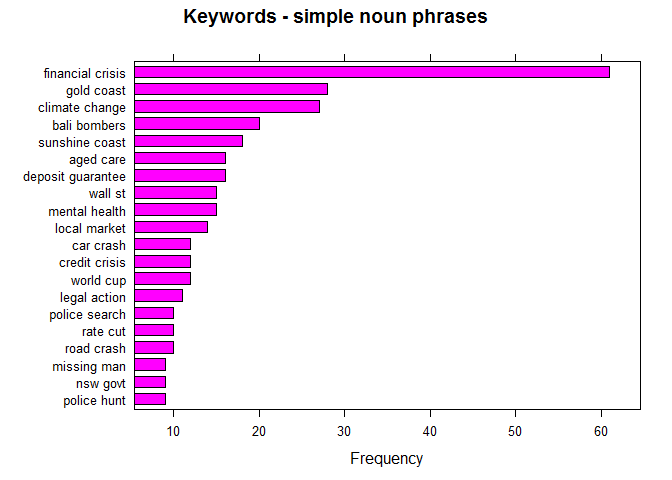 Keywords - simple noun phrases
financial crisis
gold coast
climate change
bali bombers
sunshine coast
aged care
deposit guarantee
wall st
mental health
local market
car crash
credit crisis
world cup
legal action
police search
rate cut
road crash
missing man
nsw govt
police hunt
10 20 30 40 50 60
Frequency